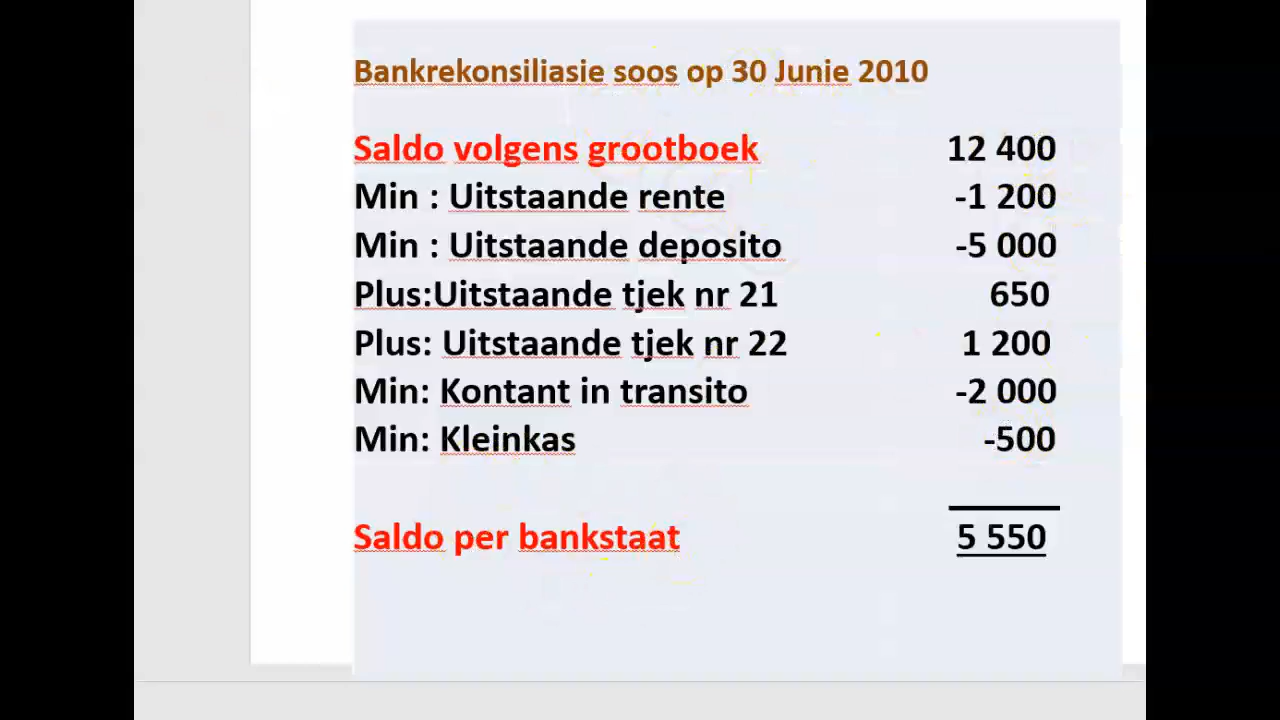 Bankrekonsiliasie soos op 30 Junie 2010
Saldo volgens grootboek 12 400
Min : Uitstaande rente -1 200
Min : Uitstaande deposito -5 000
Plus:Uitstaande tjek nr 21 650
Plus: Uitstaande tjek nr 22 1 200
Min: Kontant in transito -2 000
Min: Kleinkas -500
Saldo per bankstaat 5 550